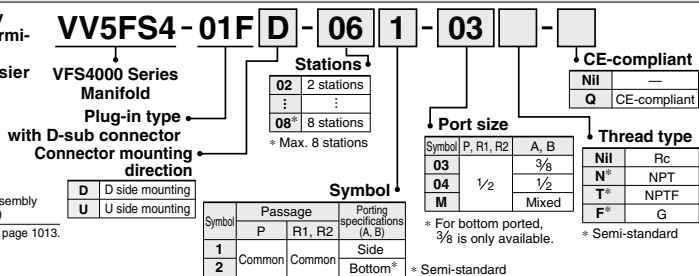 VV5FS4-01F D - 06 1 - 03 -
rmi-
sier
VFS4000 Series
Manifold
Plug-in type
with D-sub connector
Connector mounting
direction
D D side mounting
U U side mounting
sembly
)
page 1013.
Stations
02 2 stations
⋮ ⋮
08* 8 stations
* Max. 8 stations
Symbol
Symbol Passage Porting specifications (A, B)
P R1, R2
1 Common Common Side
2 Bottom*
* Semi-standard
Port size
Symbol P, R1, R2 A, B
03 1/2 3/8
04 1/2
M Mixed
* For bottom ported,
3/8 is only available.
CE-compliant
Nil —
Q CE-compliant
Thread type
Nil Rc
N* NPT
T* NPTF
F* G
* Semi-standard